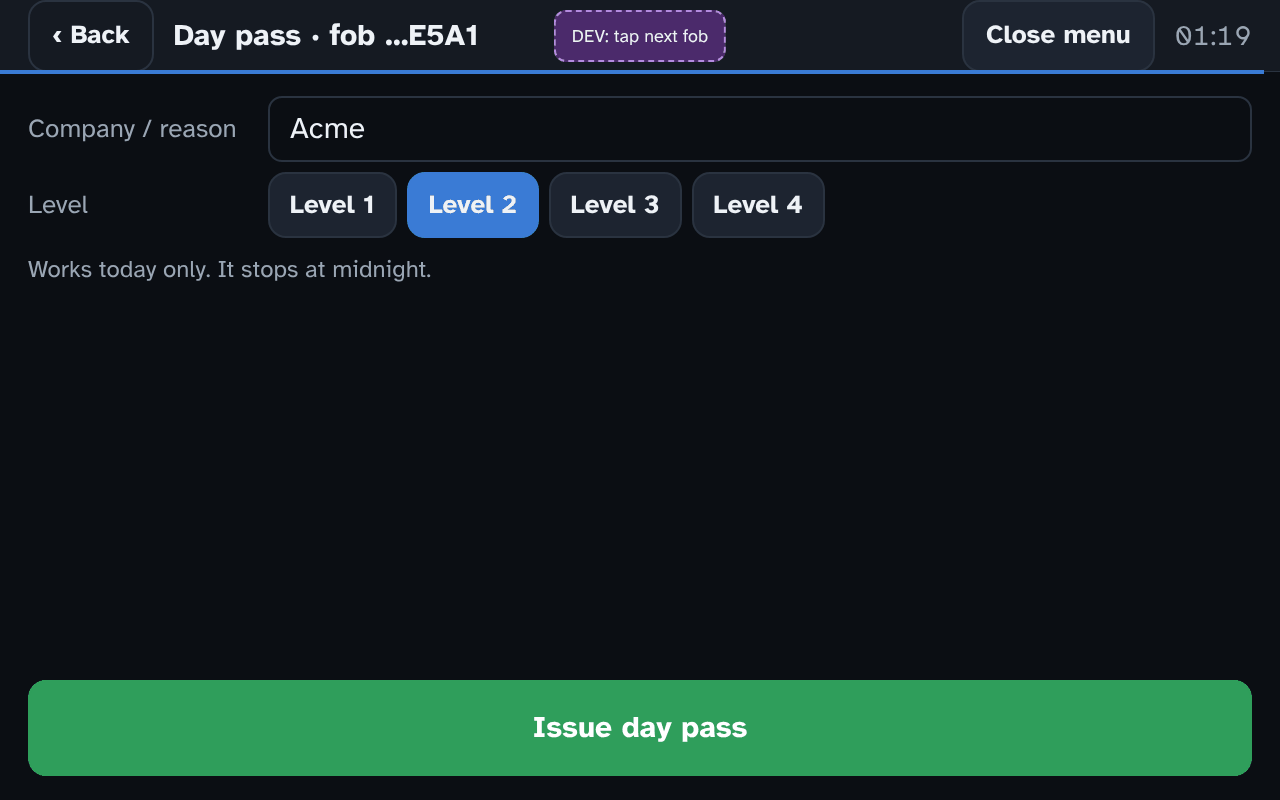 ‹ Back Day pass · fob …E5A1 DEV: tap next fob Close menu 01:19
Company / reason Acme
Level Level 1 Level 2 Level 3 Level 4
Works today only. It stops at midnight.
Issue day pass